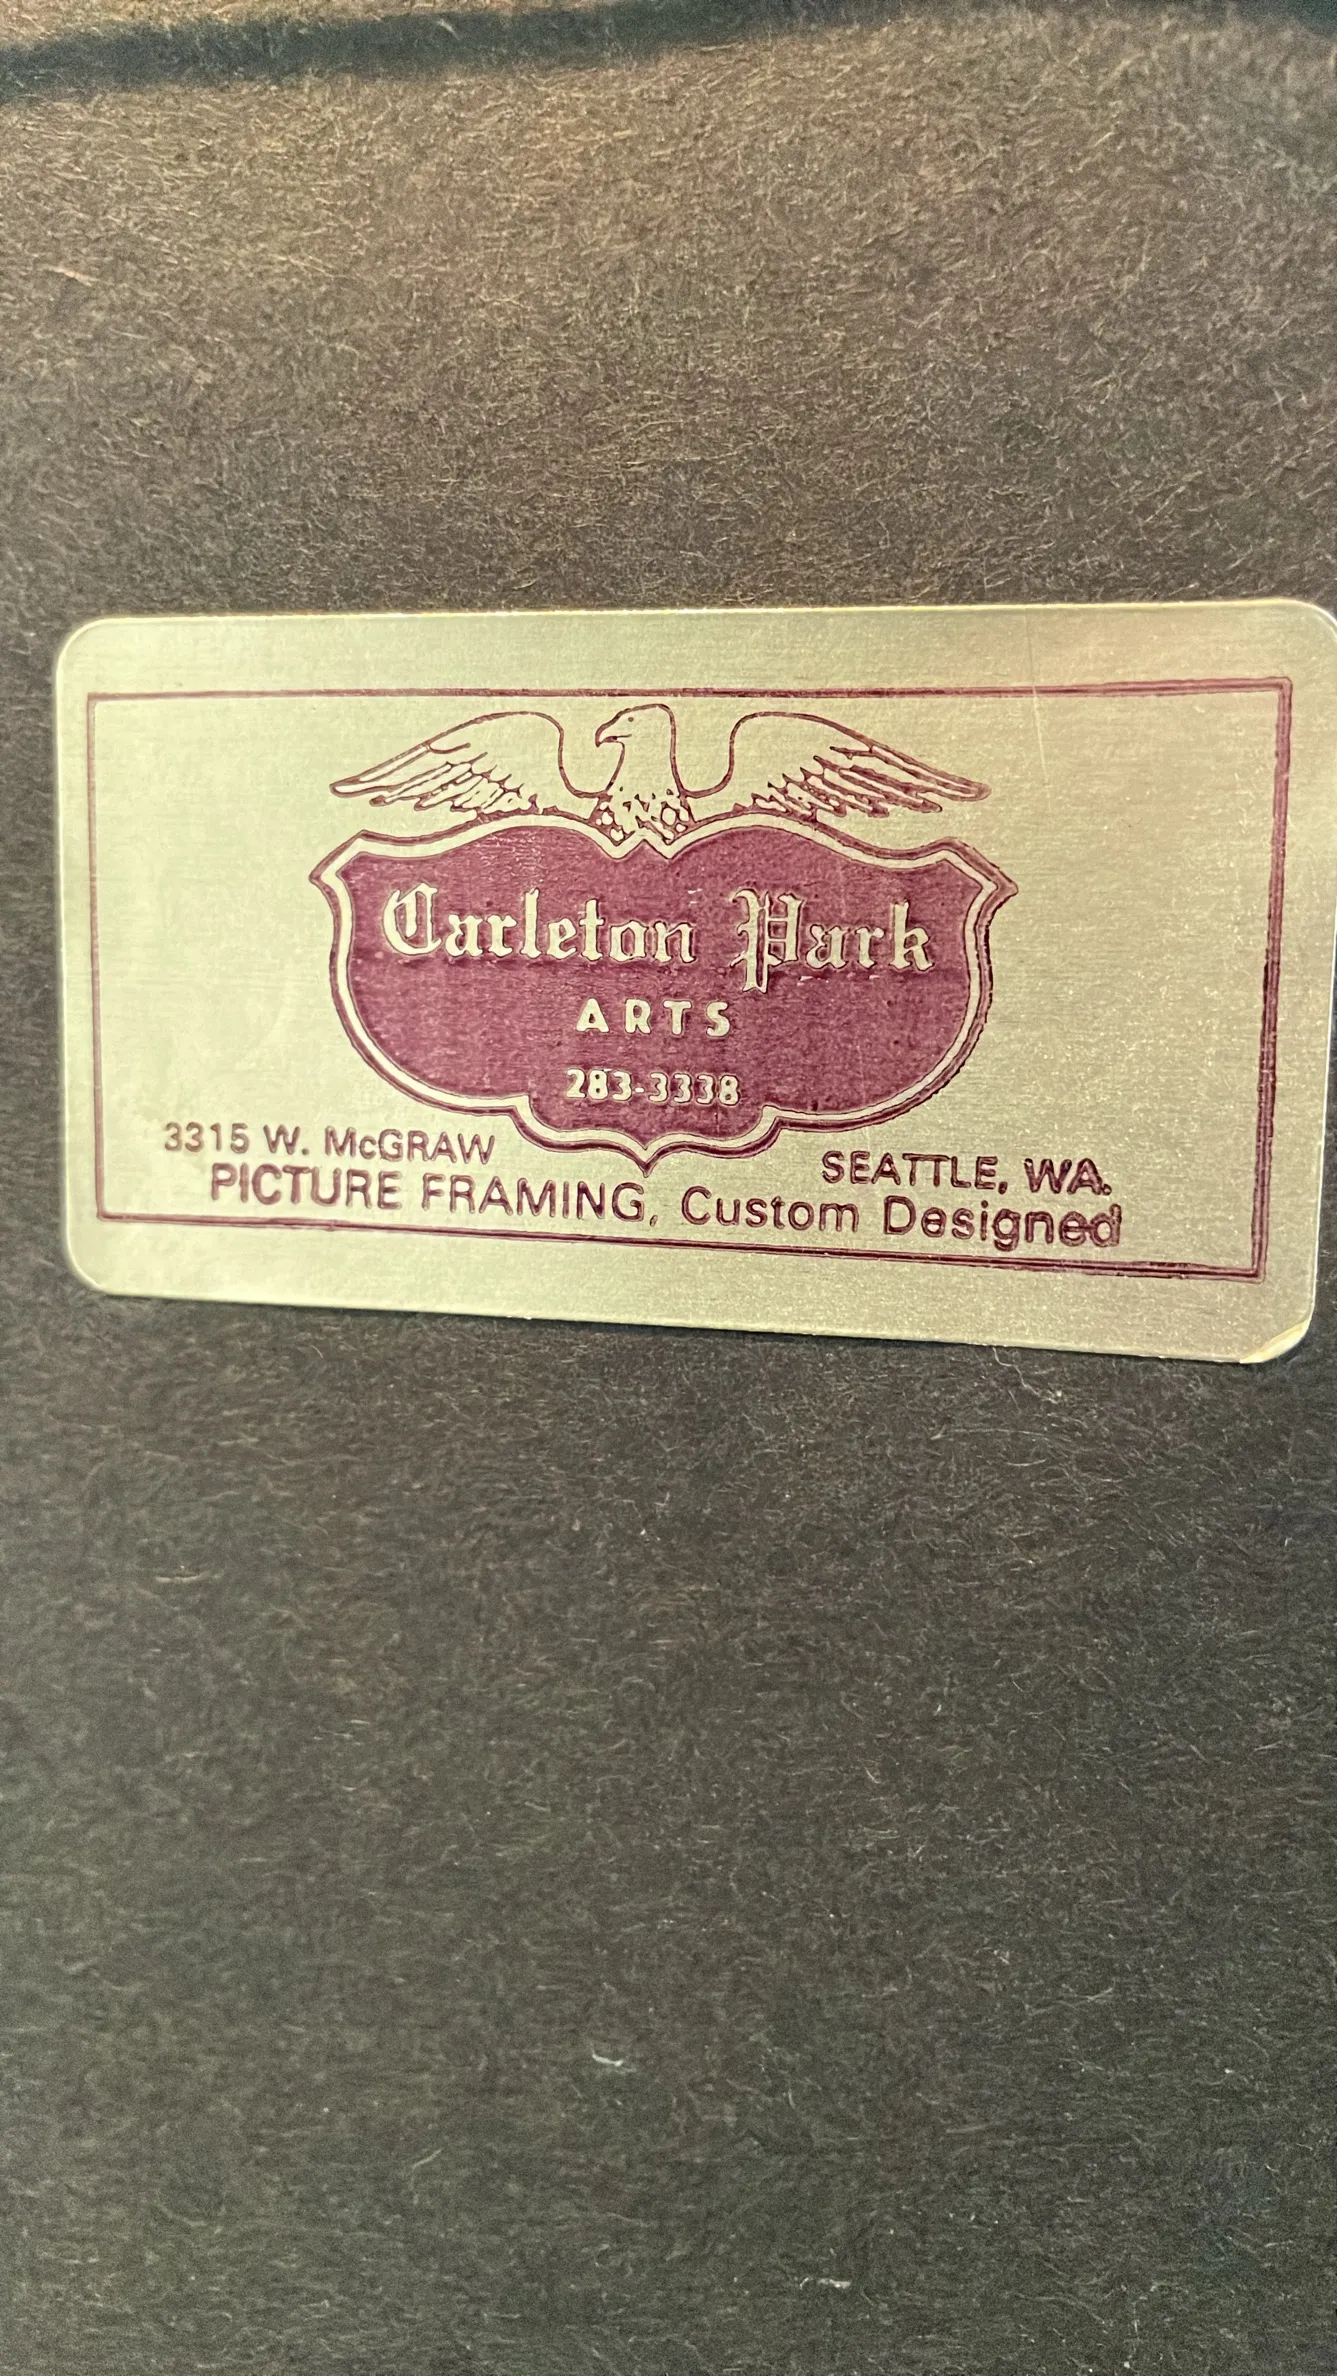 Carleton Park
ARTS
283-3338
3315 W. McGRAW
SEATTLE, WA.
PICTURE FRAMING, Custom Designed